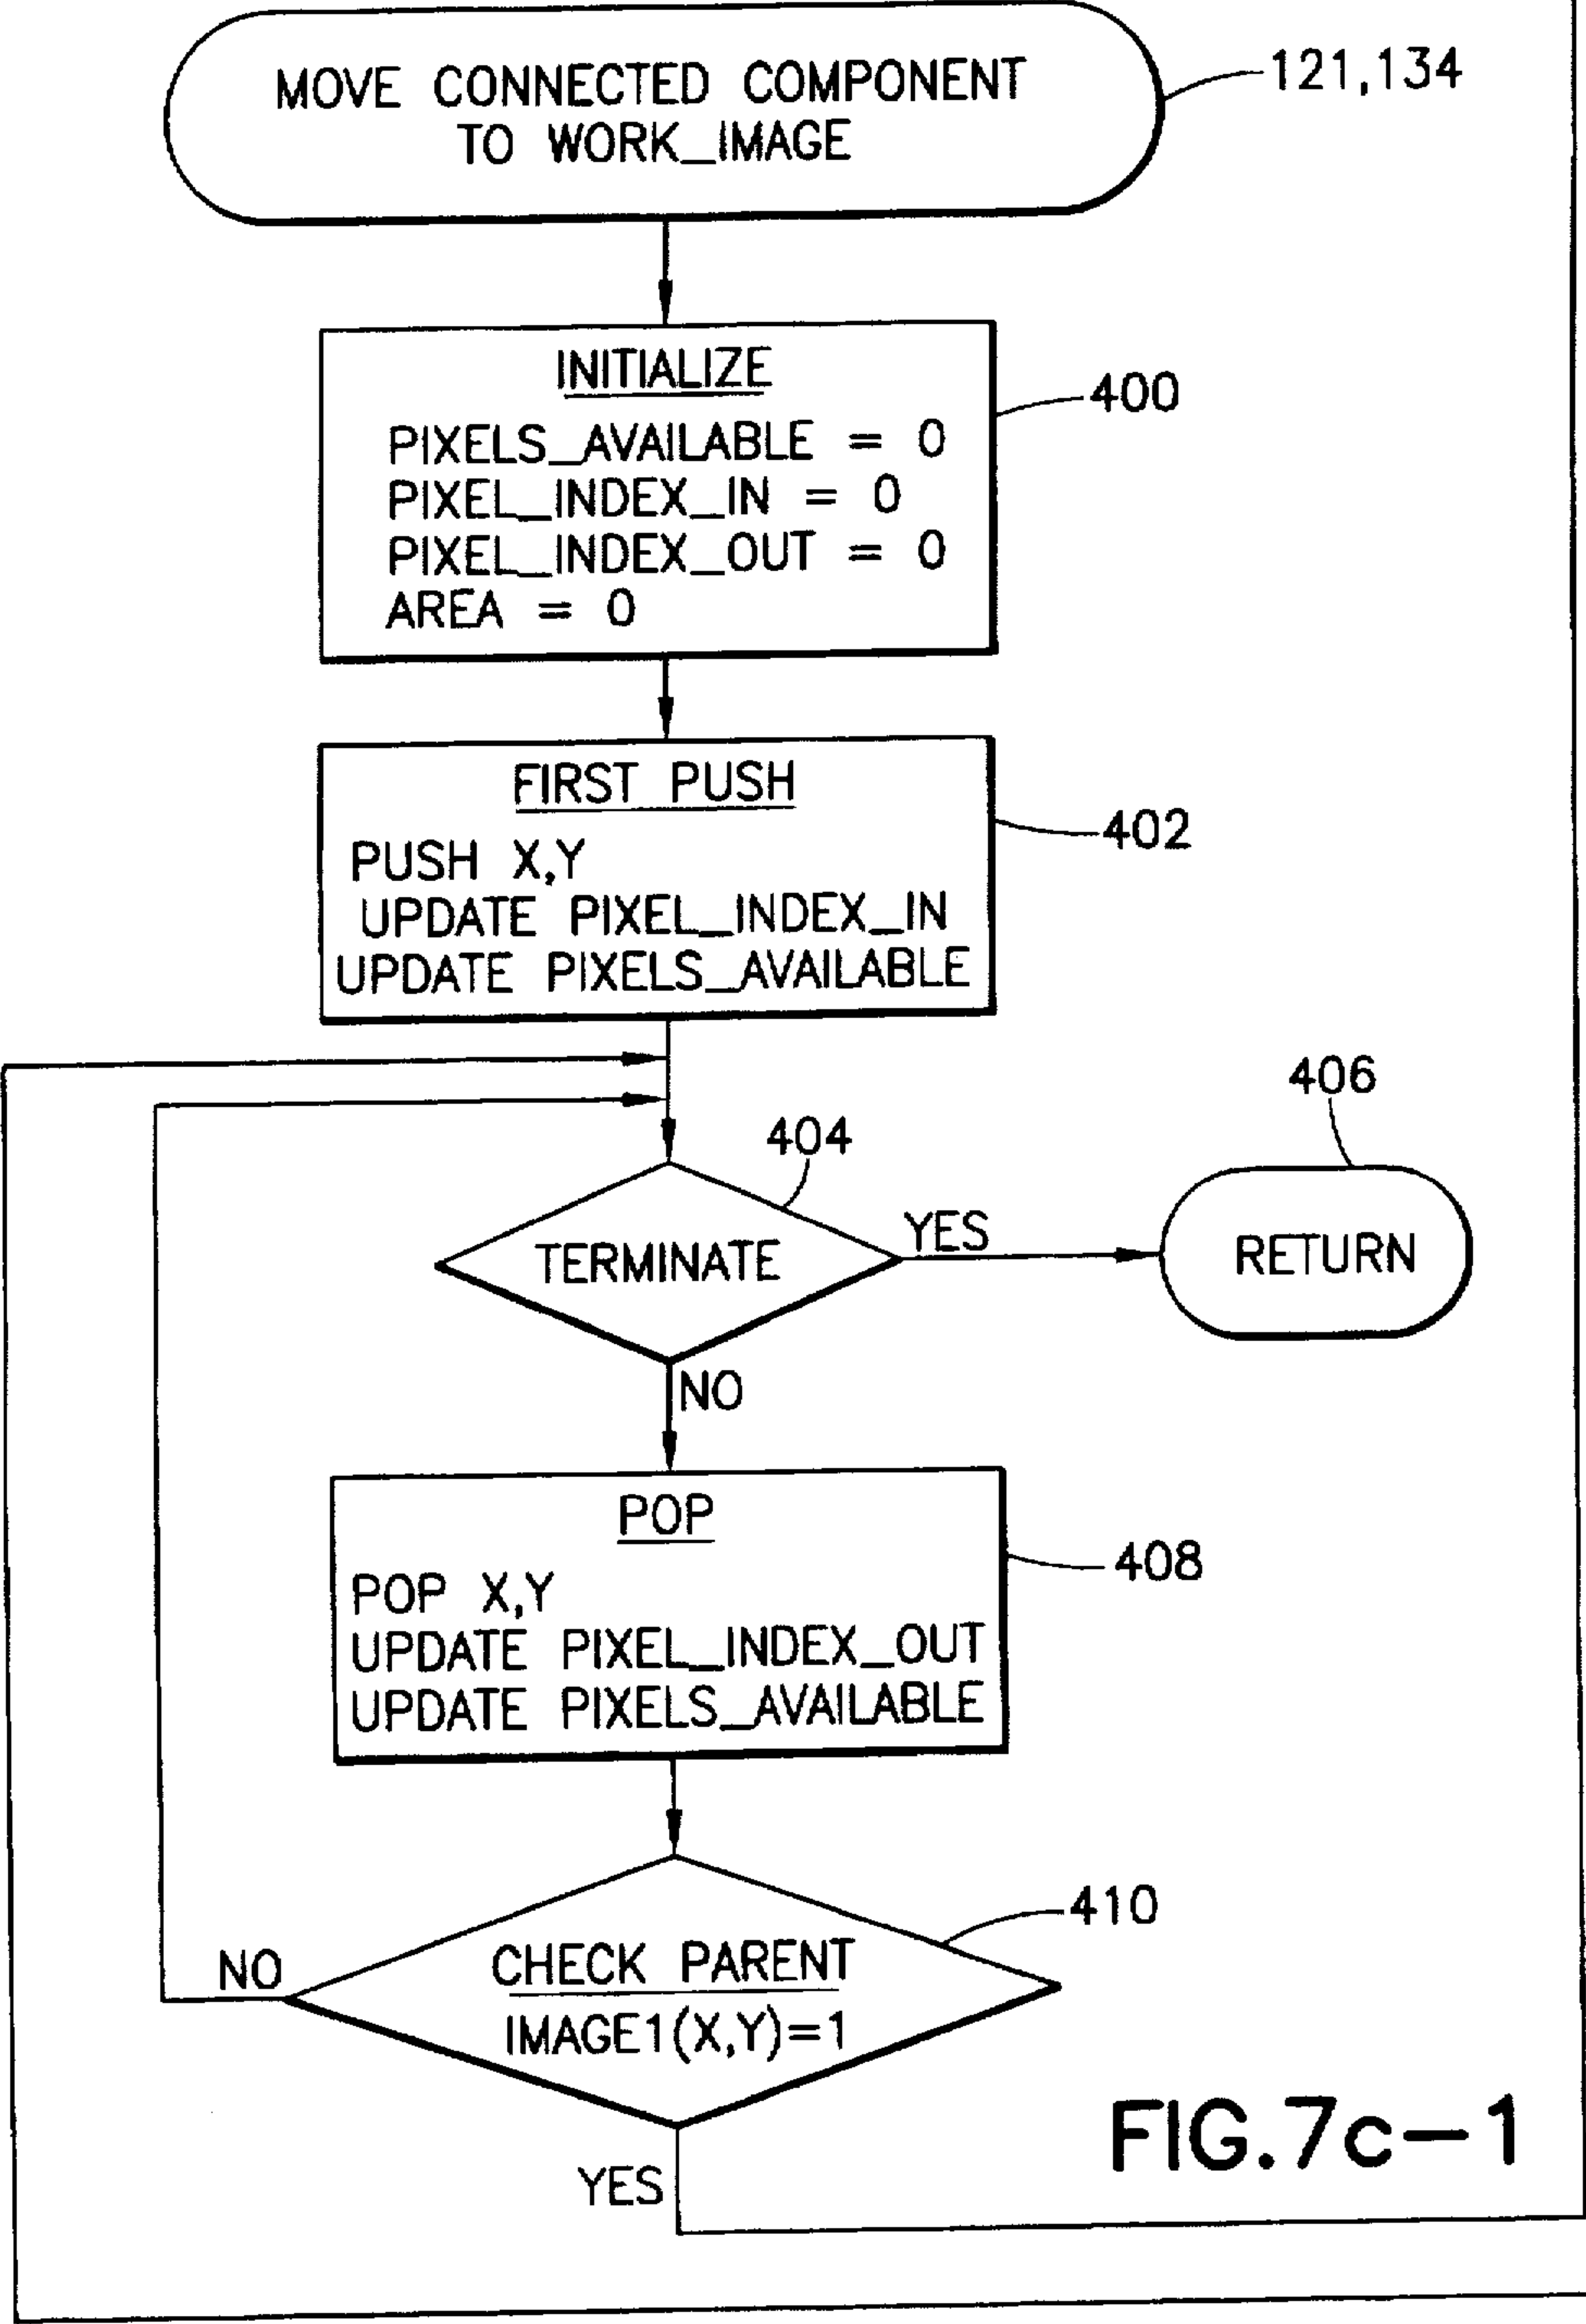 MOVE CONNECTED COMPONENT
TO WORK_IMAGE
121,134
INITIALIZE
PIXELS_AVAILABLE = 0
PIXEL_INDEX_IN = 0
PIXEL_INDEX_OUT = 0
AREA = 0
400
FIRST PUSH
PUSH X,Y
UPDATE PIXEL_INDEX_IN
UPDATE PIXELS_AVAILABLE
402
404
406
TERMINATE
YES
RETURN
NO
POP
POP X,Y
UPDATE PIXEL_INDEX_OUT
UPDATE PIXELS_AVAILABLE
408
410
NO
CHECK PARENT
IMAGE1(X,Y)=1
YES
FIG.7c-1